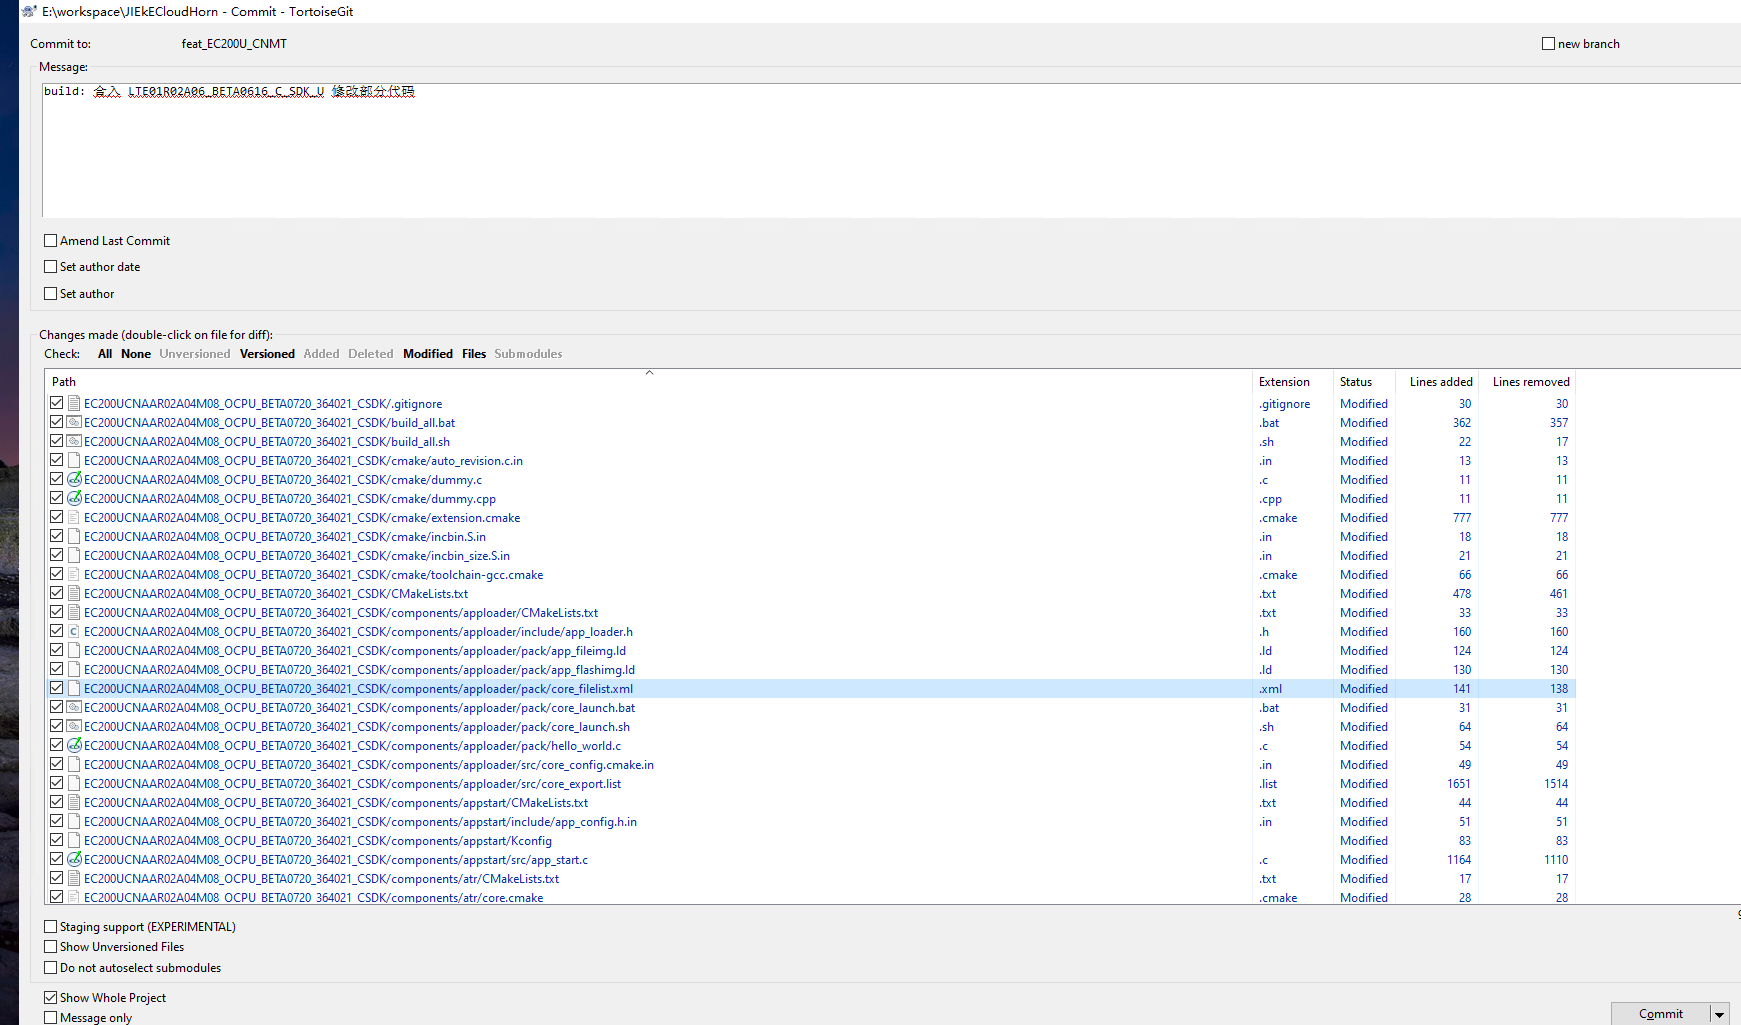 E:\workspace\JIEkECloudHorn - Commit - TortoiseGit
Commit to: feat_EC200U_CNMT new branch
Message:
build: 合入 LTE01R02A06_BETA0616_C_SDK_U 修改部分代码
Amend Last Commit
Set author date
Set author
Changes made (double-click on file for diff):
Check: All None Unversioned Versioned Added Deleted Modified Files Submodules
Path Extension Status Lines added Lines removed
EC200UCNAAR02A04M08_OCPU_BETA0720_364021_CSDK/.gitignore .gitignore Modified 30 30
EC200UCNAAR02A04M08_OCPU_BETA0720_364021_CSDK/build_all.bat .bat Modified 362 357
EC200UCNAAR02A04M08_OCPU_BETA0720_364021_CSDK/build_all.sh .sh Modified 22 17
EC200UCNAAR02A04M08_OCPU_BETA0720_364021_CSDK/cmake/auto_revision.c.in .in Modified 13 13
EC200UCNAAR02A04M08_OCPU_BETA0720_364021_CSDK/cmake/dummy.c .c Modified 11 11
EC200UCNAAR02A04M08_OCPU_BETA0720_364021_CSDK/cmake/dummy.cpp .cpp Modified 11 11
EC200UCNAAR02A04M08_OCPU_BETA0720_364021_CSDK/cmake/extension.cmake .cmake Modified 777 777
EC200UCNAAR02A04M08_OCPU_BETA0720_364021_CSDK/cmake/incbin.S.in .in Modified 18 18
EC200UCNAAR02A04M08_OCPU_BETA0720_364021_CSDK/cmake/incbin_size.S.in .in Modified 21 21
EC200UCNAAR02A04M08_OCPU_BETA0720_364021_CSDK/cmake/toolchain-gcc.cmake .cmake Modified 66 66
EC200UCNAAR02A04M08_OCPU_BETA0720_364021_CSDK/CMakeLists.txt .txt Modified 478 461
EC200UCNAAR02A04M08_OCPU_BETA0720_364021_CSDK/components/apploader/CMakeLists.txt .txt Modified 33 33
EC200UCNAAR02A04M08_OCPU_BETA0720_364021_CSDK/components/apploader/include/app_loader.h .h Modified 160 160
EC200UCNAAR02A04M08_OCPU_BETA0720_364021_CSDK/components/apploader/pack/app_fileimg.ld .ld Modified 124 124
EC200UCNAAR02A04M08_OCPU_BETA0720_364021_CSDK/components/apploader/pack/app_flashimg.ld .ld Modified 130 130
EC200UCNAAR02A04M08_OCPU_BETA0720_364021_CSDK/components/apploader/pack/core_filelist.xml .xml Modified 141 138
EC200UCNAAR02A04M08_OCPU_BETA0720_364021_CSDK/components/apploader/pack/core_launch.bat .bat Modified 31 31
EC200UCNAAR02A04M08_OCPU_BETA0720_364021_CSDK/components/apploader/pack/core_launch.sh .sh Modified 64 64
EC200UCNAAR02A04M08_OCPU_BETA0720_364021_CSDK/components/apploader/pack/hello_world.c .c Modified 54 54
EC200UCNAAR02A04M08_OCPU_BETA0720_364021_CSDK/components/apploader/src/core_config.cmake.in .in Modified 49 49
EC200UCNAAR02A04M08_OCPU_BETA0720_364021_CSDK/components/apploader/src/core_export.list .list Modified 1651 1514
EC200UCNAAR02A04M08_OCPU_BETA0720_364021_CSDK/components/appstart/CMakeLists.txt .txt Modified 44 44
EC200UCNAAR02A04M08_OCPU_BETA0720_364021_CSDK/components/appstart/include/app_config.h.in .in Modified 51 51
EC200UCNAAR02A04M08_OCPU_BETA0720_364021_CSDK/components/appstart/Kconfig Modified 83 83
EC200UCNAAR02A04M08_OCPU_BETA0720_364021_CSDK/components/appstart/src/app_start.c .c Modified 1164 1110
EC200UCNAAR02A04M08_OCPU_BETA0720_364021_CSDK/components/atr/CMakeLists.txt .txt Modified 17 17
EC200UCNAAR02A04M08_OCPU_BETA0720_364021_CSDK/components/atr/core.cmake .cmake Modified 28 28
Staging support (EXPERIMENTAL)
Show Unversioned Files
Do not autoselect submodules
Show Whole Project
Message only
Commit